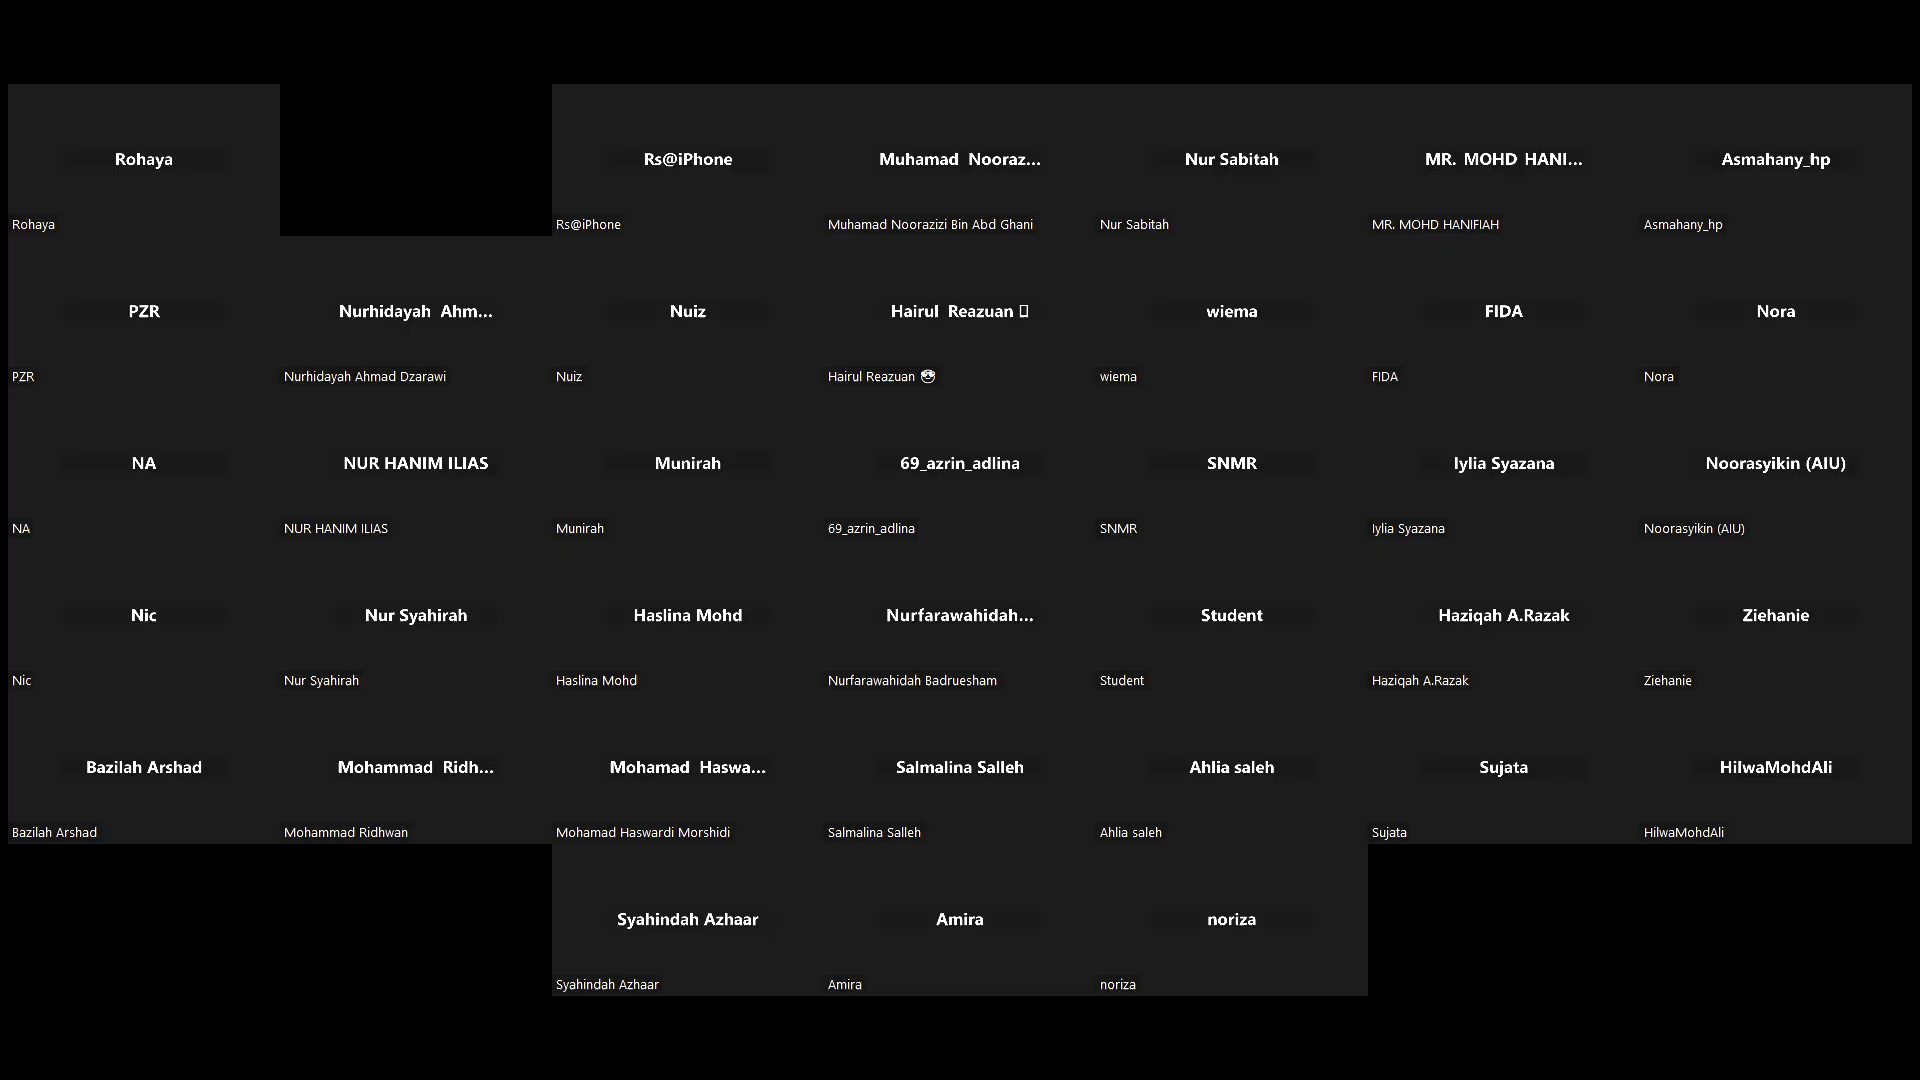 Rohaya
Rs@iPhone
Muhamad Nooraz...
Nur Sabitah
MR. MOHD HANI...
Asmahany_hp
Rohaya
Rs@iPhone
Muhamad Noorazizi Bin Abd Ghani
Nur Sabitah
MR. MOHD HANIFIAH
Asmahany_hp
PZR
Nurhidayah Ahm...
Nuiz
Hairul Reazuan
wiema
FIDA
Nora
PZR
Nurhidayah Ahmad Dzarawi
Nuiz
Hairul Reazuan 😎
wiema
FIDA
Nora
NA
NUR HANIM ILIAS
Munirah
69_azrin_adlina
SNMR
Iylia Syazana
Noorasyikin (AIU)
NA
NUR HANIM ILIAS
Munirah
69_azrin_adlina
SNMR
Iylia Syazana
Noorasyikin (AIU)
Nic
Nur Syahirah
Haslina Mohd
Nurfarawahidah...
Student
Haziqah A.Razak
Ziehanie
Nic
Nur Syahirah
Haslina Mohd
Nurfarawahidah Badruesham
Student
Haziqah A.Razak
Ziehanie
Bazilah Arshad
Mohammad Ridh...
Mohamad Haswa...
Salmalina Salleh
Ahlia saleh
Sujata
HilwaMohdAli
Bazilah Arshad
Mohammad Ridhwan
Mohamad Haswardi Morshidi
Salmalina Salleh
Ahlia saleh
Sujata
HilwaMohdAli
Syahindah Azhaar
Amira
noriza
Syahindah Azhaar
Amira
noriza